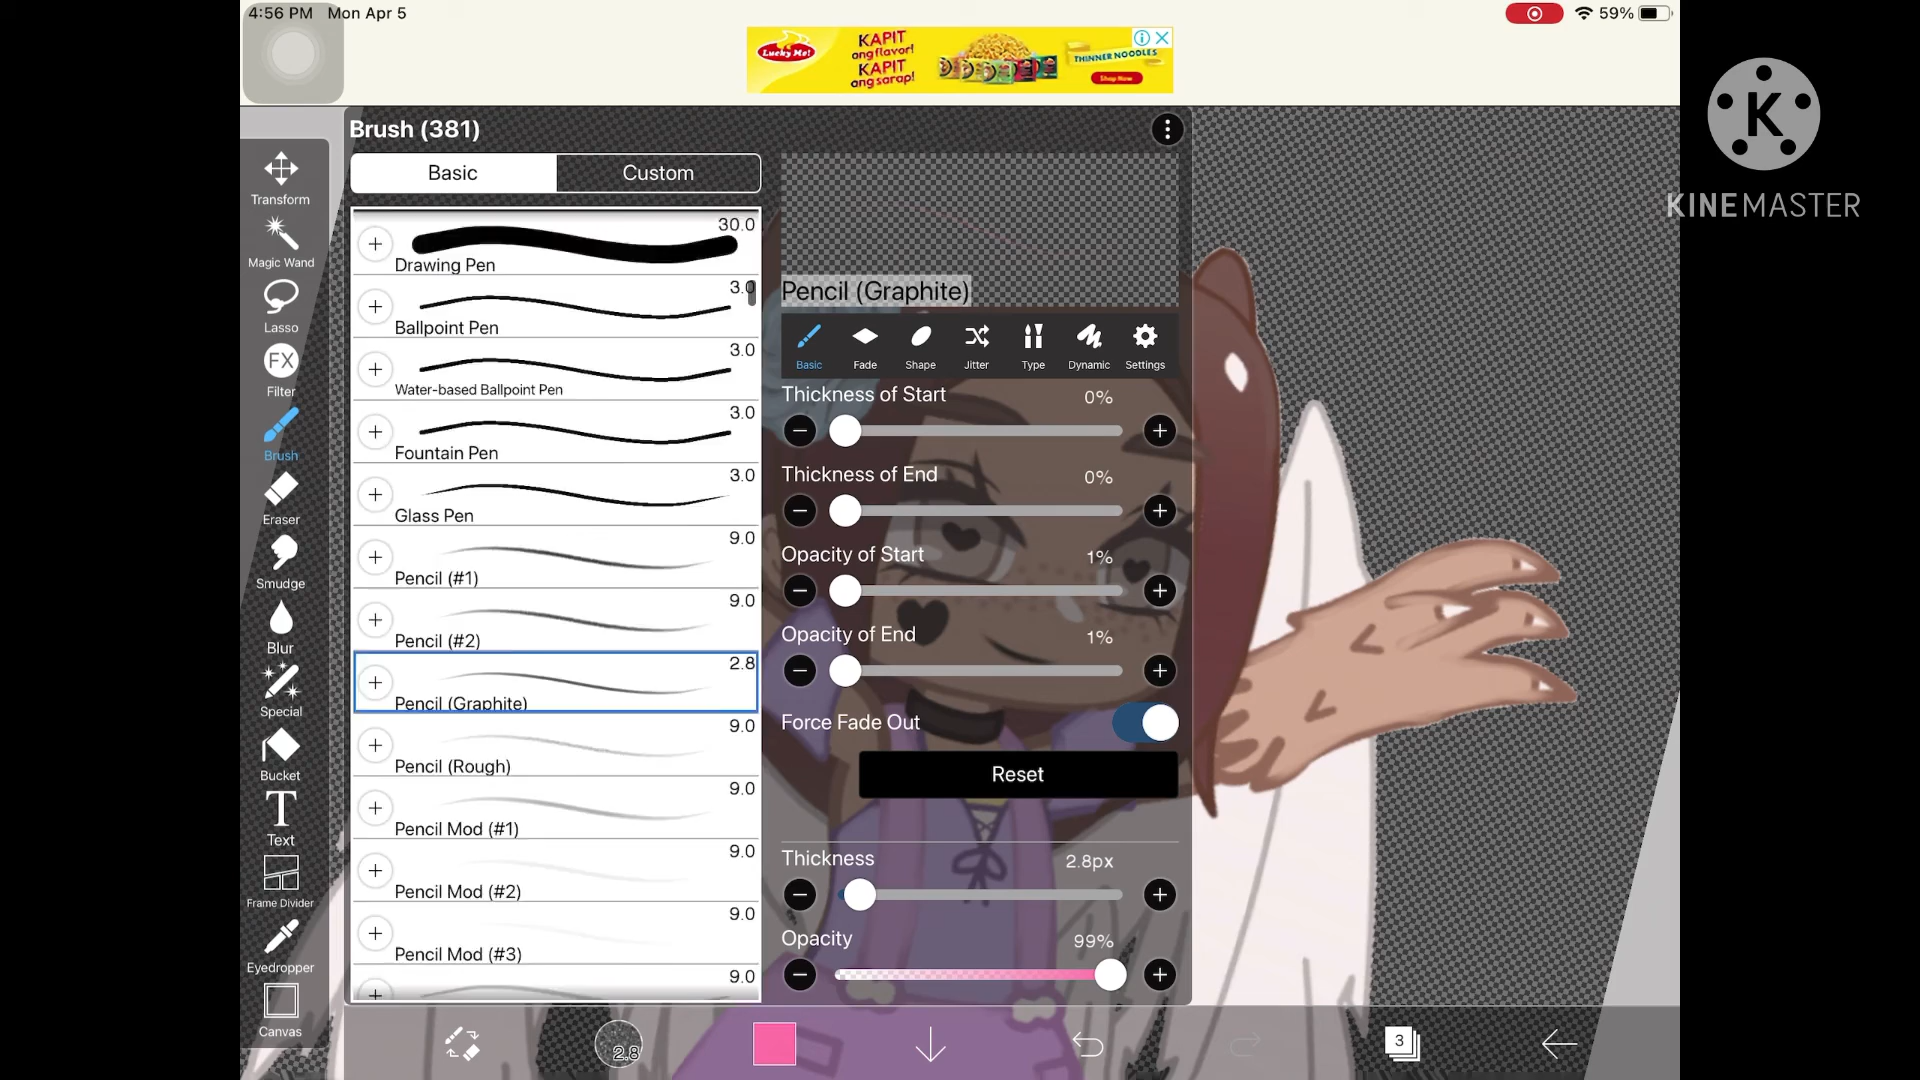 4:56 PM Mon Apr 5
59%
Lucky Me!
KAPIT
ang flavor!
KAPIT
ang sarap!
THINNER NOODLES
Shop Now
K
KINEMASTER
Brush (381)
Basic
Custom
Transform
Magic Wand
Lasso
FX
Filter
Brush
Eraser
Smudge
Blur
Special
Bucket
T
Text
Frame Divider
Eyedropper
Canvas
30.0
Drawing Pen
3.0
Ballpoint Pen
3.0
Water-based Ballpoint Pen
3.0
Fountain Pen
3.0
Glass Pen
9.0
Pencil (#1)
9.0
Pencil (#2)
2.8
Pencil (Graphite)
9.0
Pencil (Rough)
9.0
Pencil Mod (#1)
9.0
Pencil Mod (#2)
9.0
Pencil Mod (#3)
9.0
Pencil (Graphite)
Basic Fade Shape Jitter Type Dynamic Settings
Thickness of Start 0%
Thickness of End 0%
Opacity of Start 1%
Opacity of End 1%
Force Fade Out
Reset
Thickness 2.8px
Opacity 99%
2.8
3